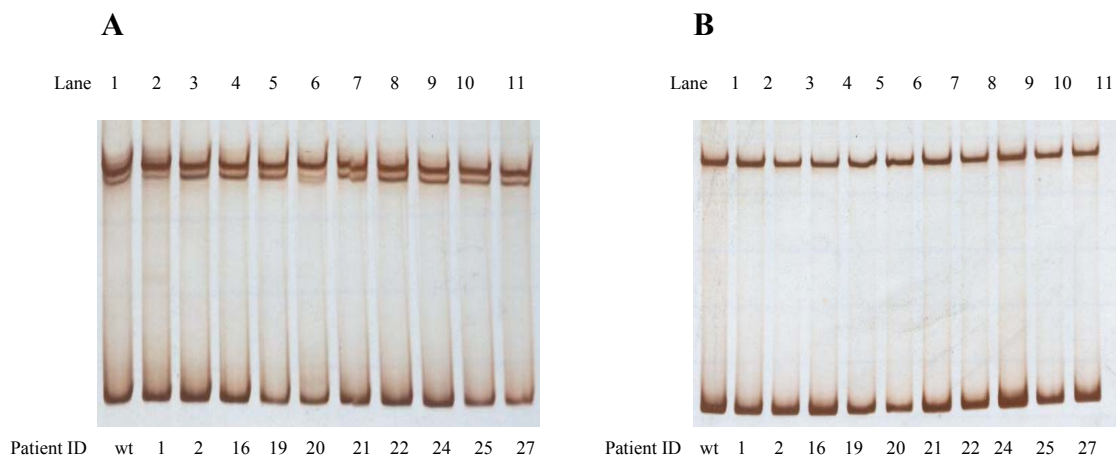 A
B
Lane 1 2 3 4 5 6 7 8 9 10 11
Lane 1 2 3 4 5 6 7 8 9 10 11
Patient ID wt 1 2 16 19 20 21 22 24 25 27
Patient ID wt 1 2 16 19 20 21 22 24 25 27